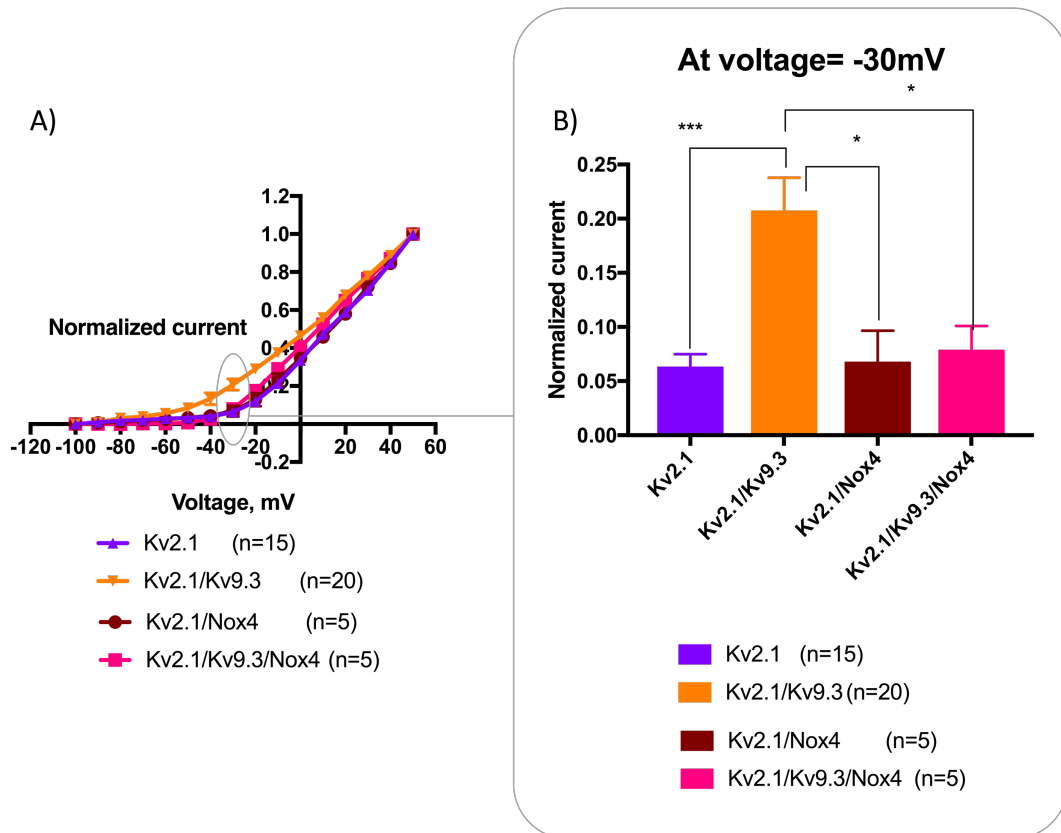 A)
1.2
1.0
0.8
0.6
Normalized current
0.4
0.2
-120 -100 -80 -60 -40 -20 0 20 40 60
-0.2
Voltage, mV
Kv2.1 (n=15)
Kv2.1/Kv9.3 (n=20)
Kv2.1/Nox4 (n=5)
Kv2.1/Kv9.3/Nox4 (n=5)
At voltage= -30mV
B)
*
***
*
0.25
0.20
0.15
0.10
0.05
0.00
Normalized current
Kv2.1
Kv2.1/Kv9.3
Kv2.1/Nox4
Kv2.1/Kv9.3/Nox4
Kv2.1 (n=15)
Kv2.1/Kv9.3 (n=20)
Kv2.1/Nox4 (n=5)
Kv2.1/Kv9.3/Nox4 (n=5)